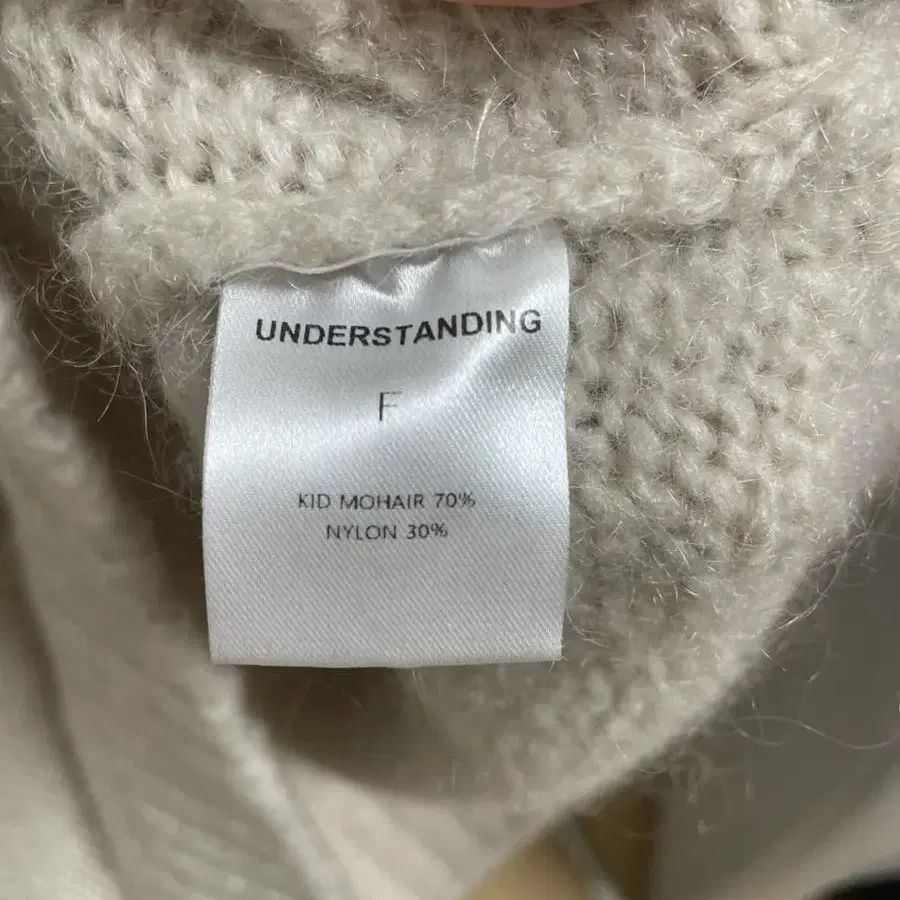 UNDERSTANDING
F
KID MOHAIR 70%
NYLON 30%